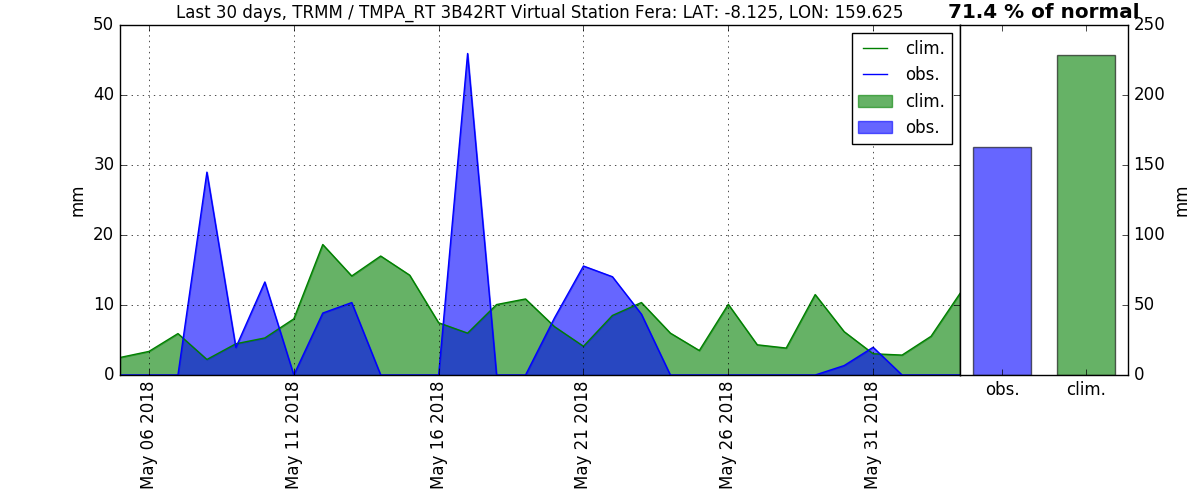 Last 30 days, TRMM / TMPA_RT 3B42RT Virtual Station Fera: LAT: -8.125, LON: 159.625
71.4 % of normal
50
40
30
20
10
0
mm
clim.
obs.
clim.
obs.
250
200
150
100
50
0
mm
obs.
clim.
May 06 2018
May 11 2018
May 16 2018
May 21 2018
May 26 2018
May 31 2018